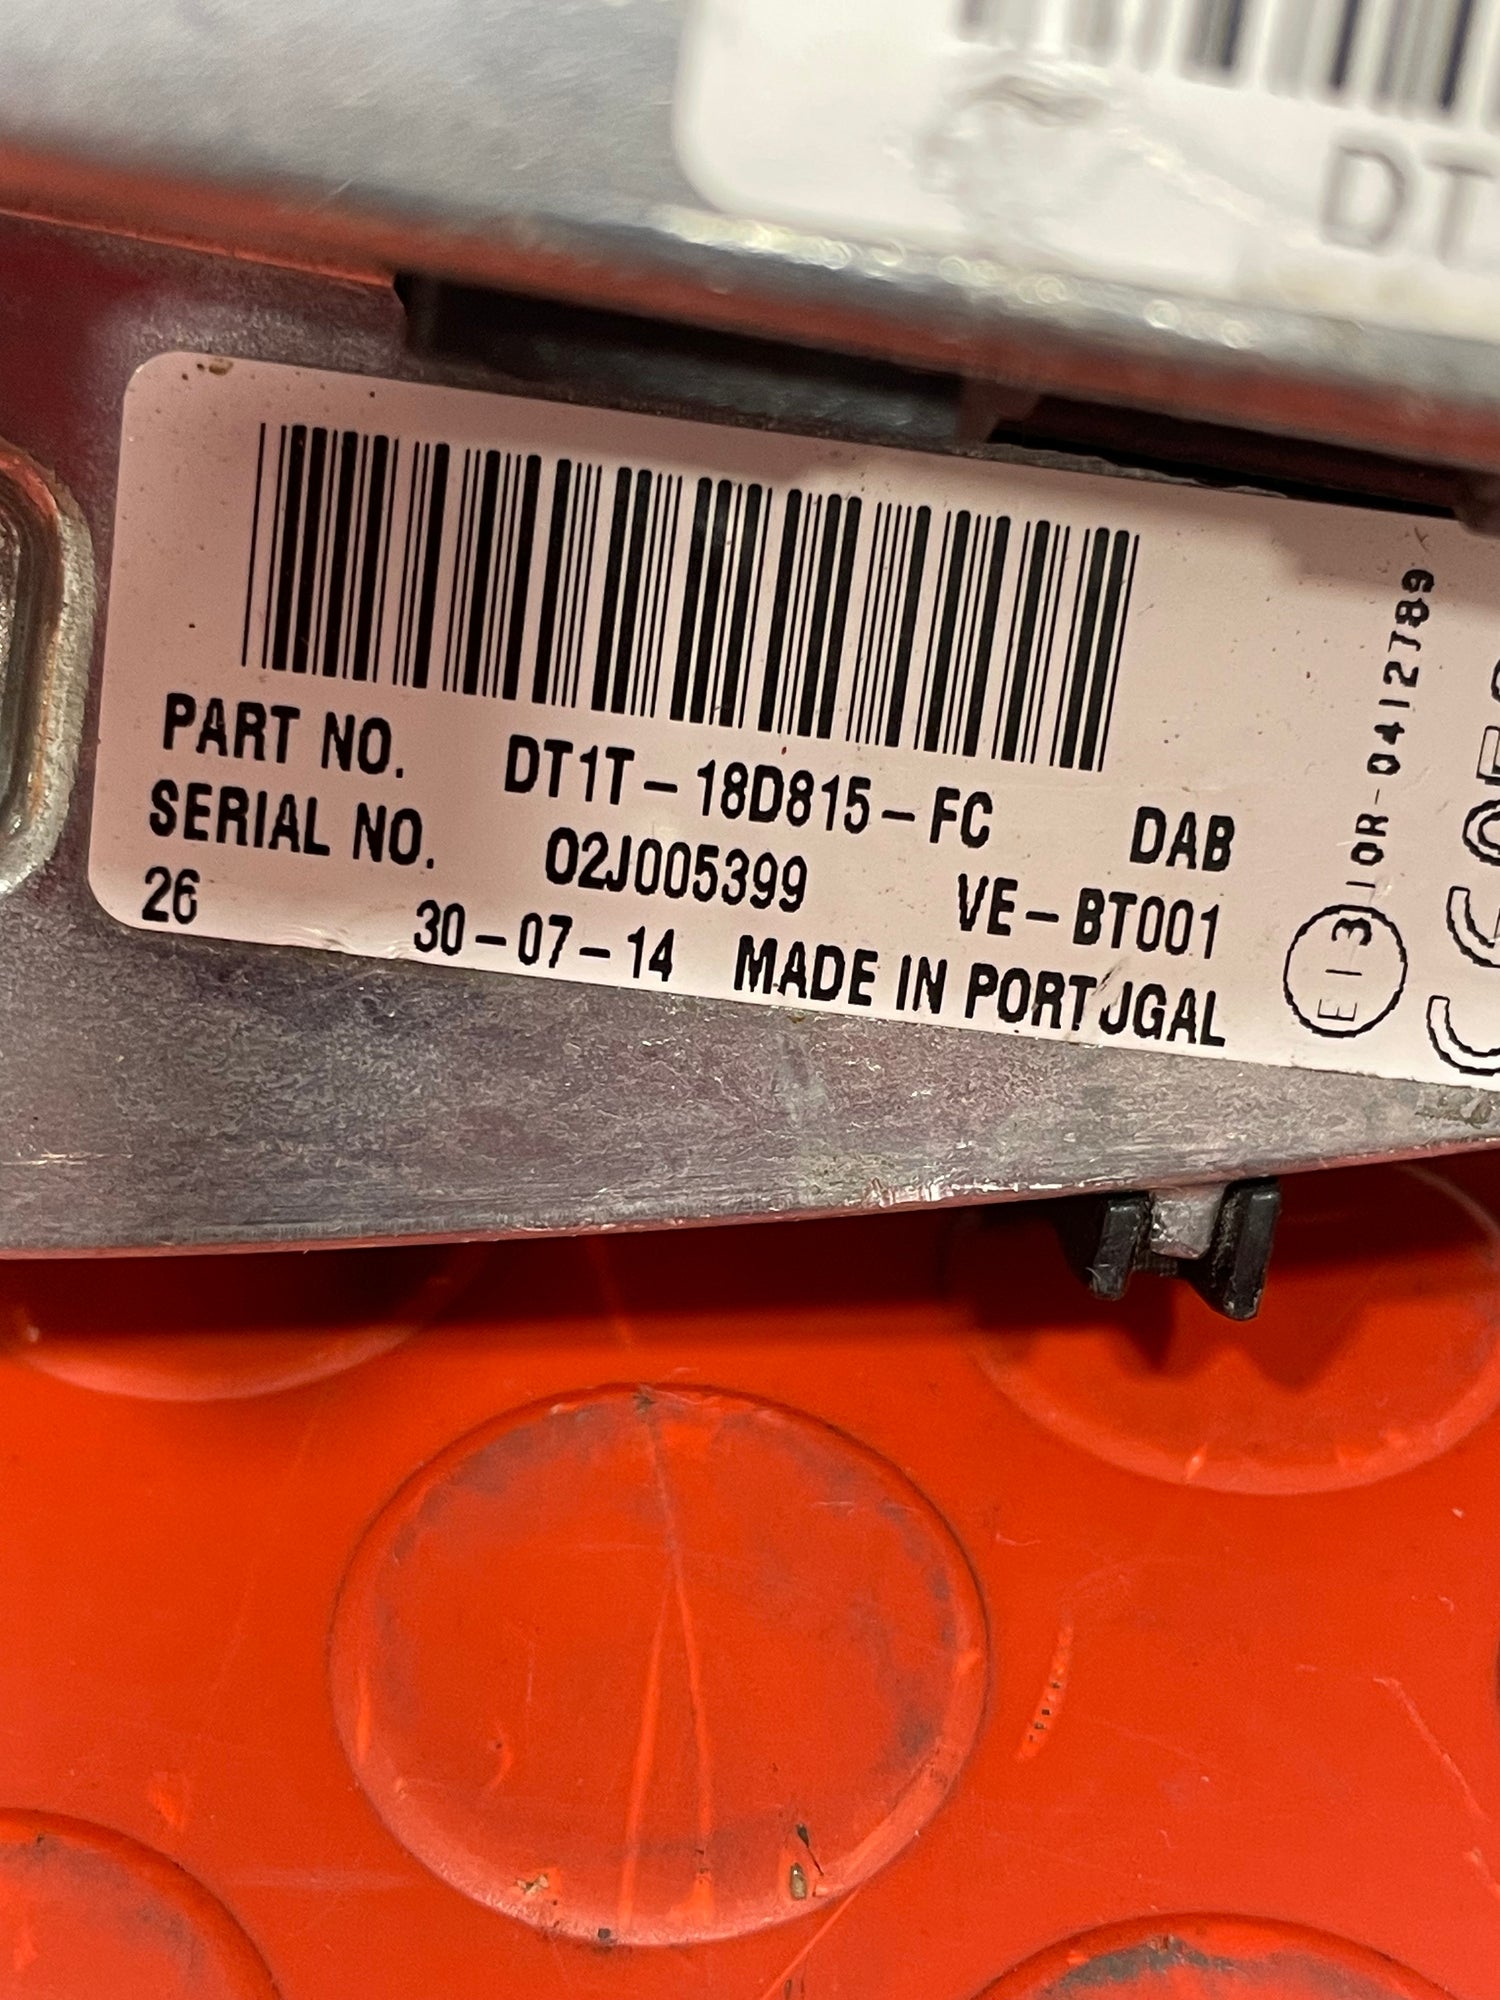 DT
PART NO. DT1T-18D815-FC DAB
SERIAL NO. 02J005399 VE-BT001
26 30-07-14 MADE IN PORTUGAL
E13
10R-0412789